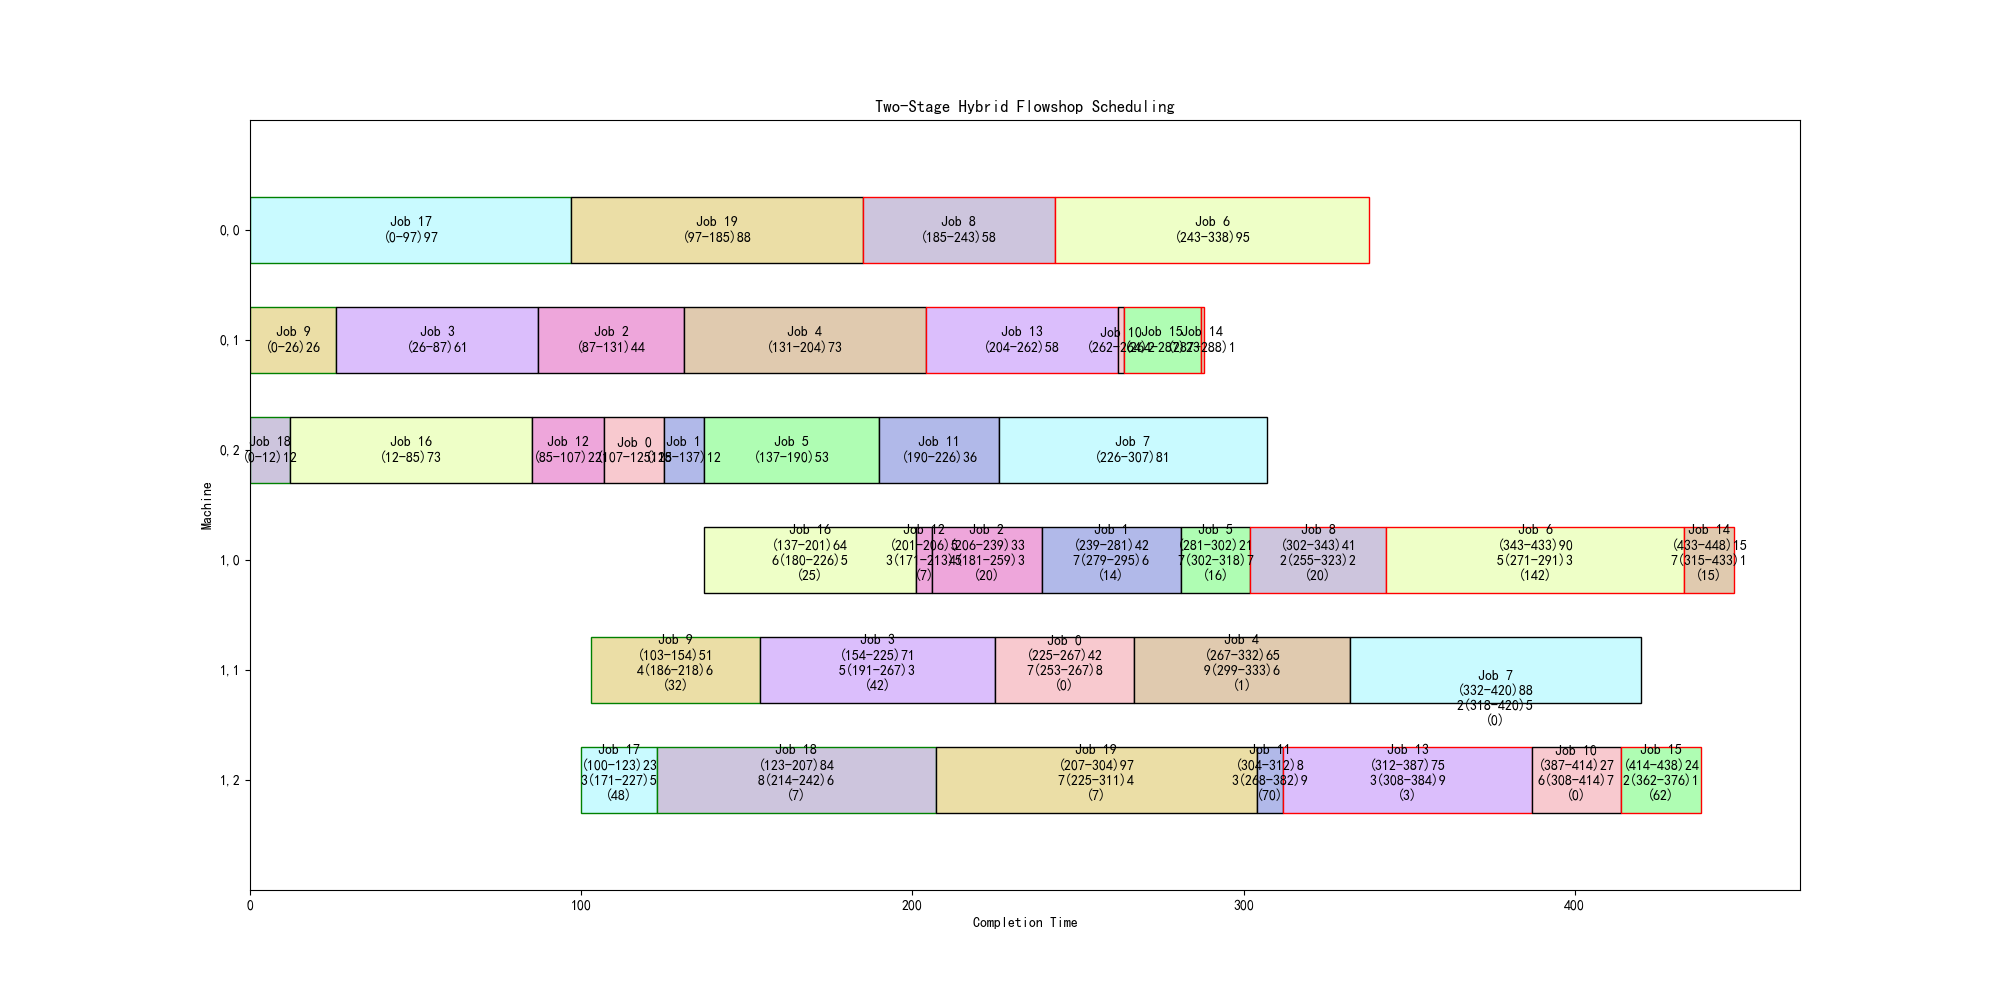 Two-Stage Hybrid Flowshop Scheduling
0,0
Job 17
(0-97)97
Job 19
(97-185)88
Job 8
(185-243)58
Job 6
(243-338)95
0,1
Job 9
(0-26)26
Job 3
(26-87)61
Job 2
(87-131)44
Job 4
(131-204)73
Job 13
(204-262)58
Job 10
(262-264)2
Job 15
(264-287)23
Job 14
(287-288)1
0,2
Job 18
(0-12)12
Job 16
(12-85)73
Job 12
(85-107)22
Job 0
(107-125)18
Job 1
(125-137)12
Job 5
(137-190)53
Job 11
(190-226)36
Job 7
(226-307)81
Machine
1,0
Job 16
(137-201)64
6(180-226)5
(25)
Job 12
(201-206)5
3(171-213)5
(7)
Job 2
(206-239)33
4(181-259)3
(20)
Job 1
(239-281)42
7(279-295)6
(14)
Job 5
(281-302)21
7(302-318)7
(16)
Job 8
(302-343)41
2(255-323)2
(20)
Job 6
(343-433)90
5(271-291)3
(142)
Job 14
(433-448)15
7(315-433)1
(15)
1,1
Job 9
(103-154)51
4(186-218)6
(32)
Job 3
(154-225)71
5(191-267)3
(42)
Job 0
(225-267)42
7(253-267)8
(0)
Job 4
(267-332)65
9(299-333)6
(1)
Job 7
(332-420)88
2(318-420)5
(0)
1,2
Job 17
(100-123)23
3(171-227)5
(48)
Job 18
(123-207)84
8(214-242)6
(7)
Job 19
(207-304)97
7(225-311)4
(7)
Job 11
(304-312)8
3(268-382)9
(70)
Job 13
(312-387)75
3(308-384)9
(3)
Job 10
(387-414)27
6(308-414)7
(0)
Job 15
(414-438)24
2(362-376)1
(62)
0
100
200
300
400
Completion Time